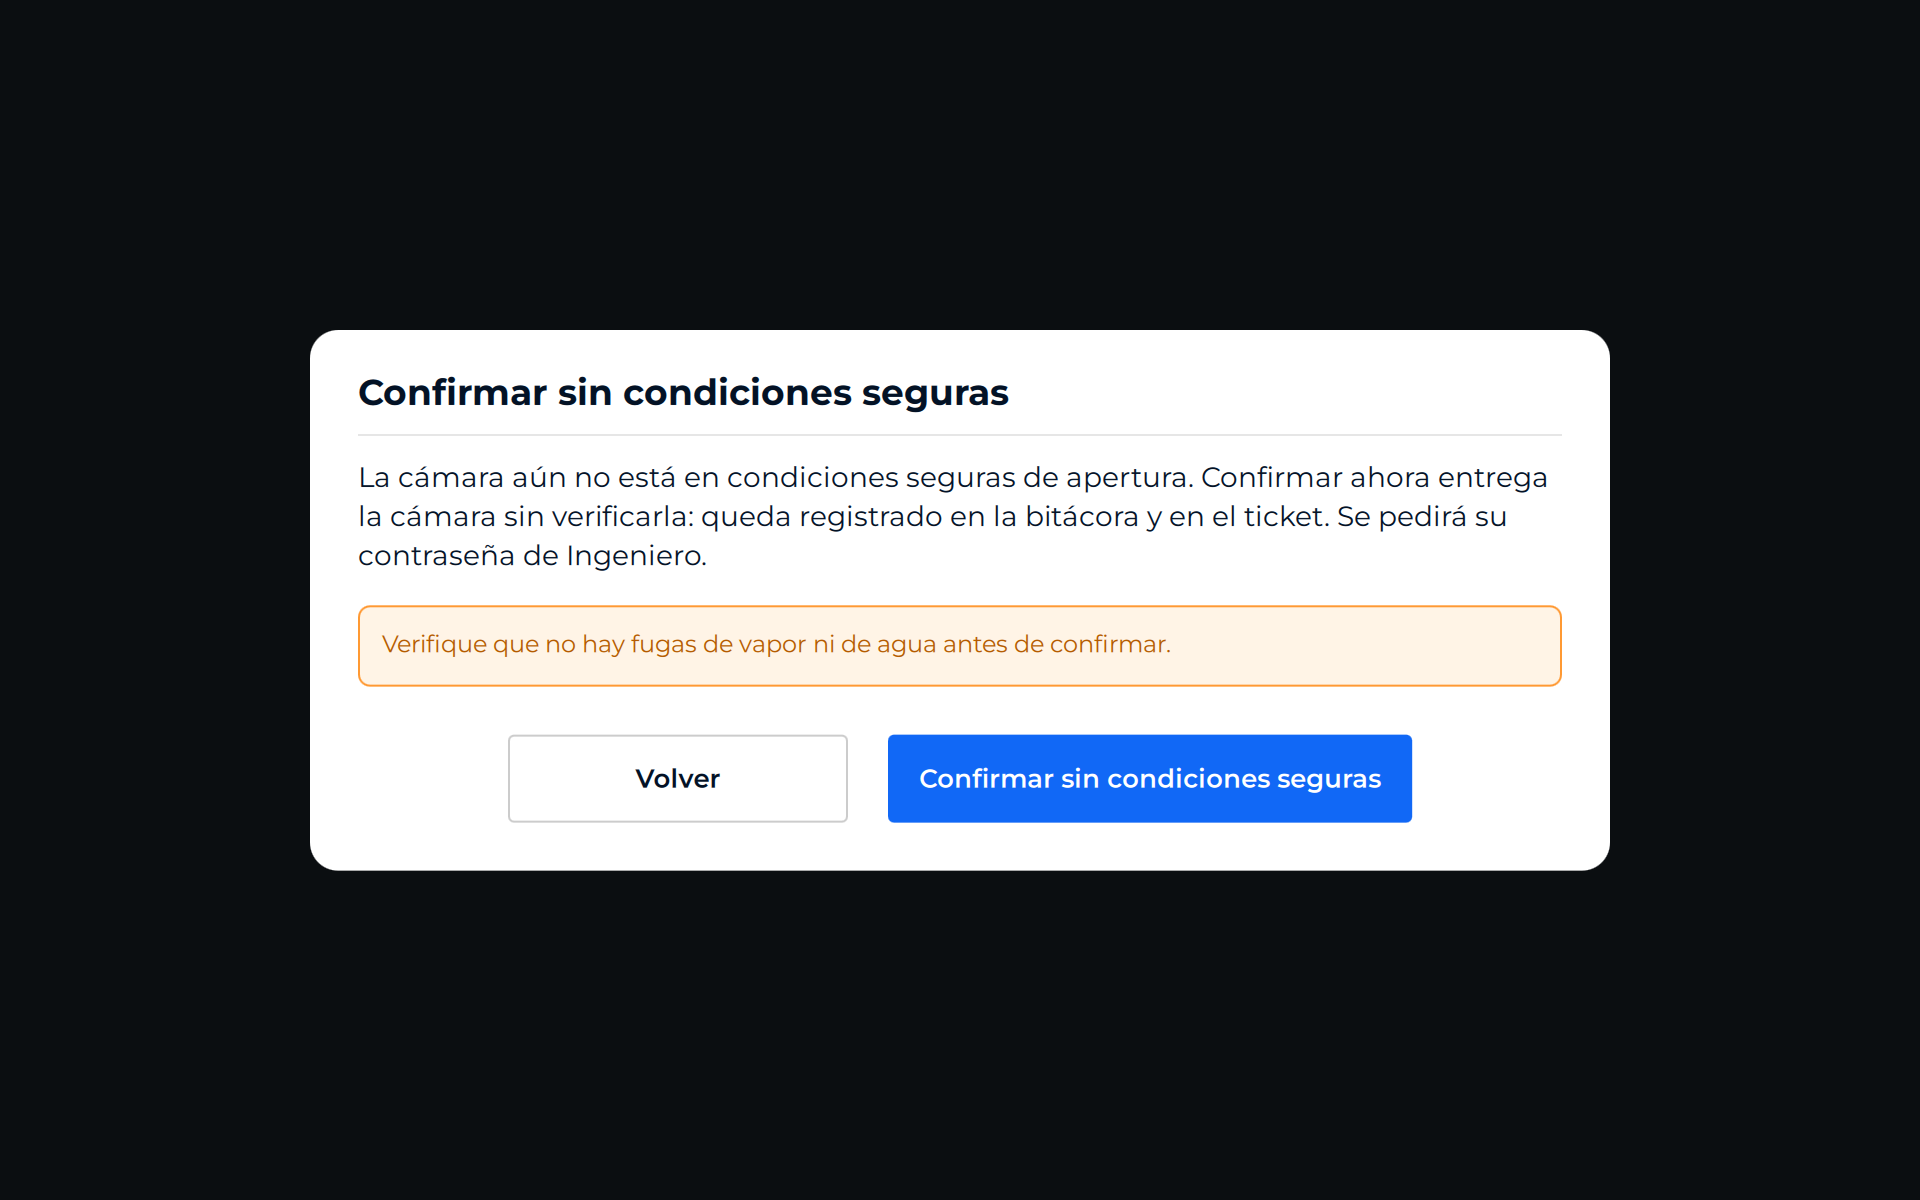 Confirmar sin condiciones seguras
La cámara aún no está en condiciones seguras de apertura. Confirmar ahora entrega
la cámara sin verificarla: queda registrado en la bitácora y en el ticket. Se pedirá su
contraseña de Ingeniero.
Verifique que no hay fugas de vapor ni de agua antes de confirmar.
Volver
Confirmar sin condiciones seguras